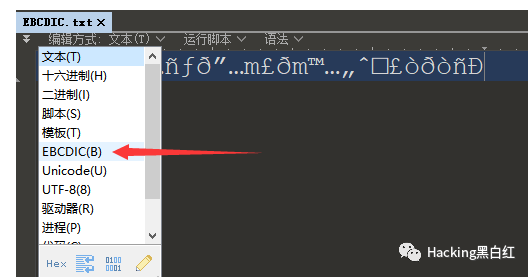 EBCDIC.txt ×
编辑方式: 文本(T) 运行脚本 语法
文本(T)
ñƒð”…m£ðm™…„ˆ□£òðòñÐ
十六进制(H)
二进制(I)
脚本(S)
模板(T)
EBCDIC(B)
Unicode(U)
UTF-8(8)
驱动器(R)
进程(P)
Hex
0100
0001
Hacking黑白红